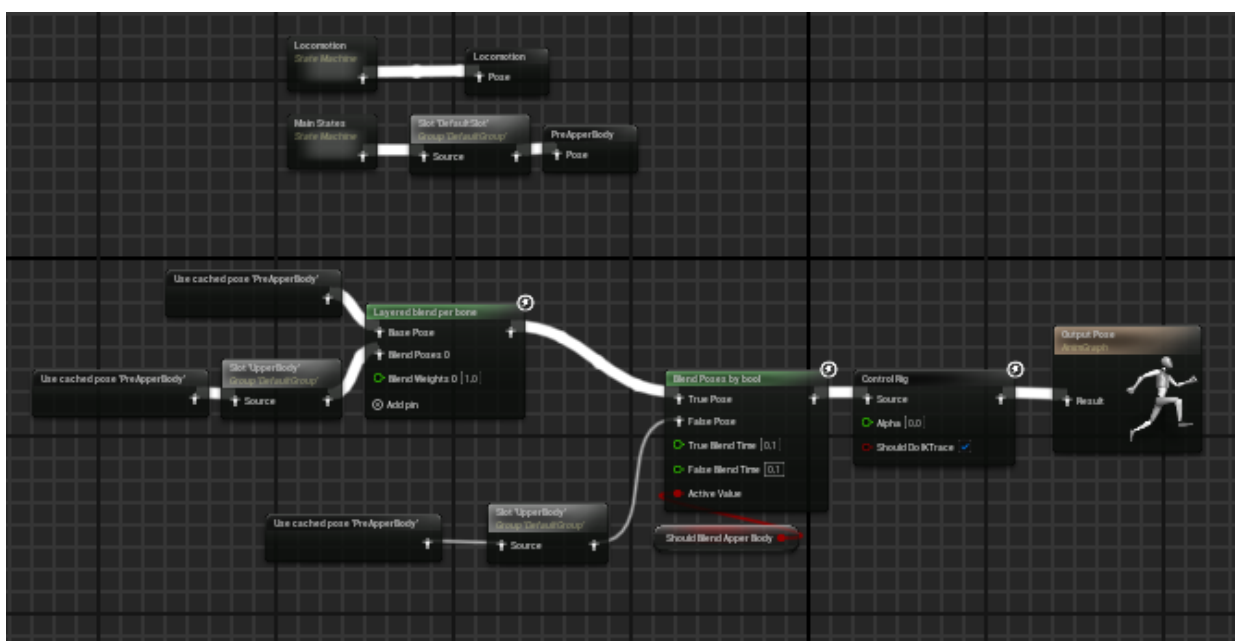 Locomotion
State Machine
Locomotion
Pose
Main States
State Machine
Slot 'DefaultSlot'
Group 'DefaultGroup'
Source
PreApperBody
Pose
Use cached pose 'PreApperBody'
Layered blend per bone
Base Pose
Blend Poses 0
Blend Weights 0 1,0
Add pin
Use cached pose 'PreApperBody'
Slot 'UpperBody'
Group 'DefaultGroup'
Source
Blend Poses by bool
True Pose
False Pose
True Blend Time 0,1
False Blend Time 0,1
Active Value
Control Rig
Source
Alpha 0,0
Should Do IKTrace
Output Pose
AnimGraph
Result
Use cached pose 'PreApperBody'
Slot 'UpperBody'
Group 'DefaultGroup'
Source
Should Blend Apper Body